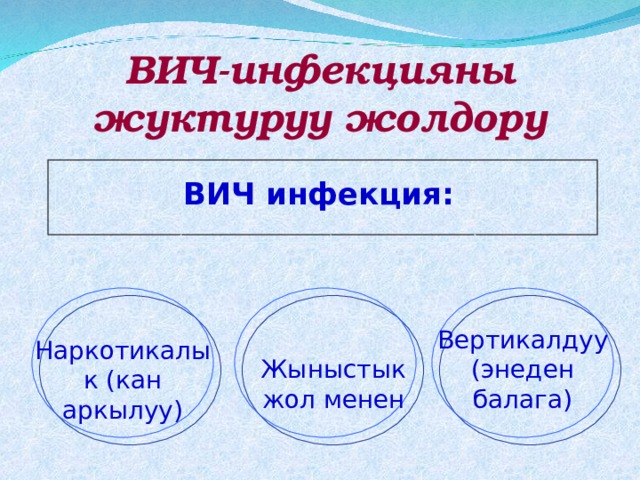 ВИЧ-инфекцияны
жуктуруу жолдору
ВИЧ инфекция:
Наркотикалы
к (кан
аркылуу)
Жыныстык
жол менен
Вертикалдуу
(энеден
балага)